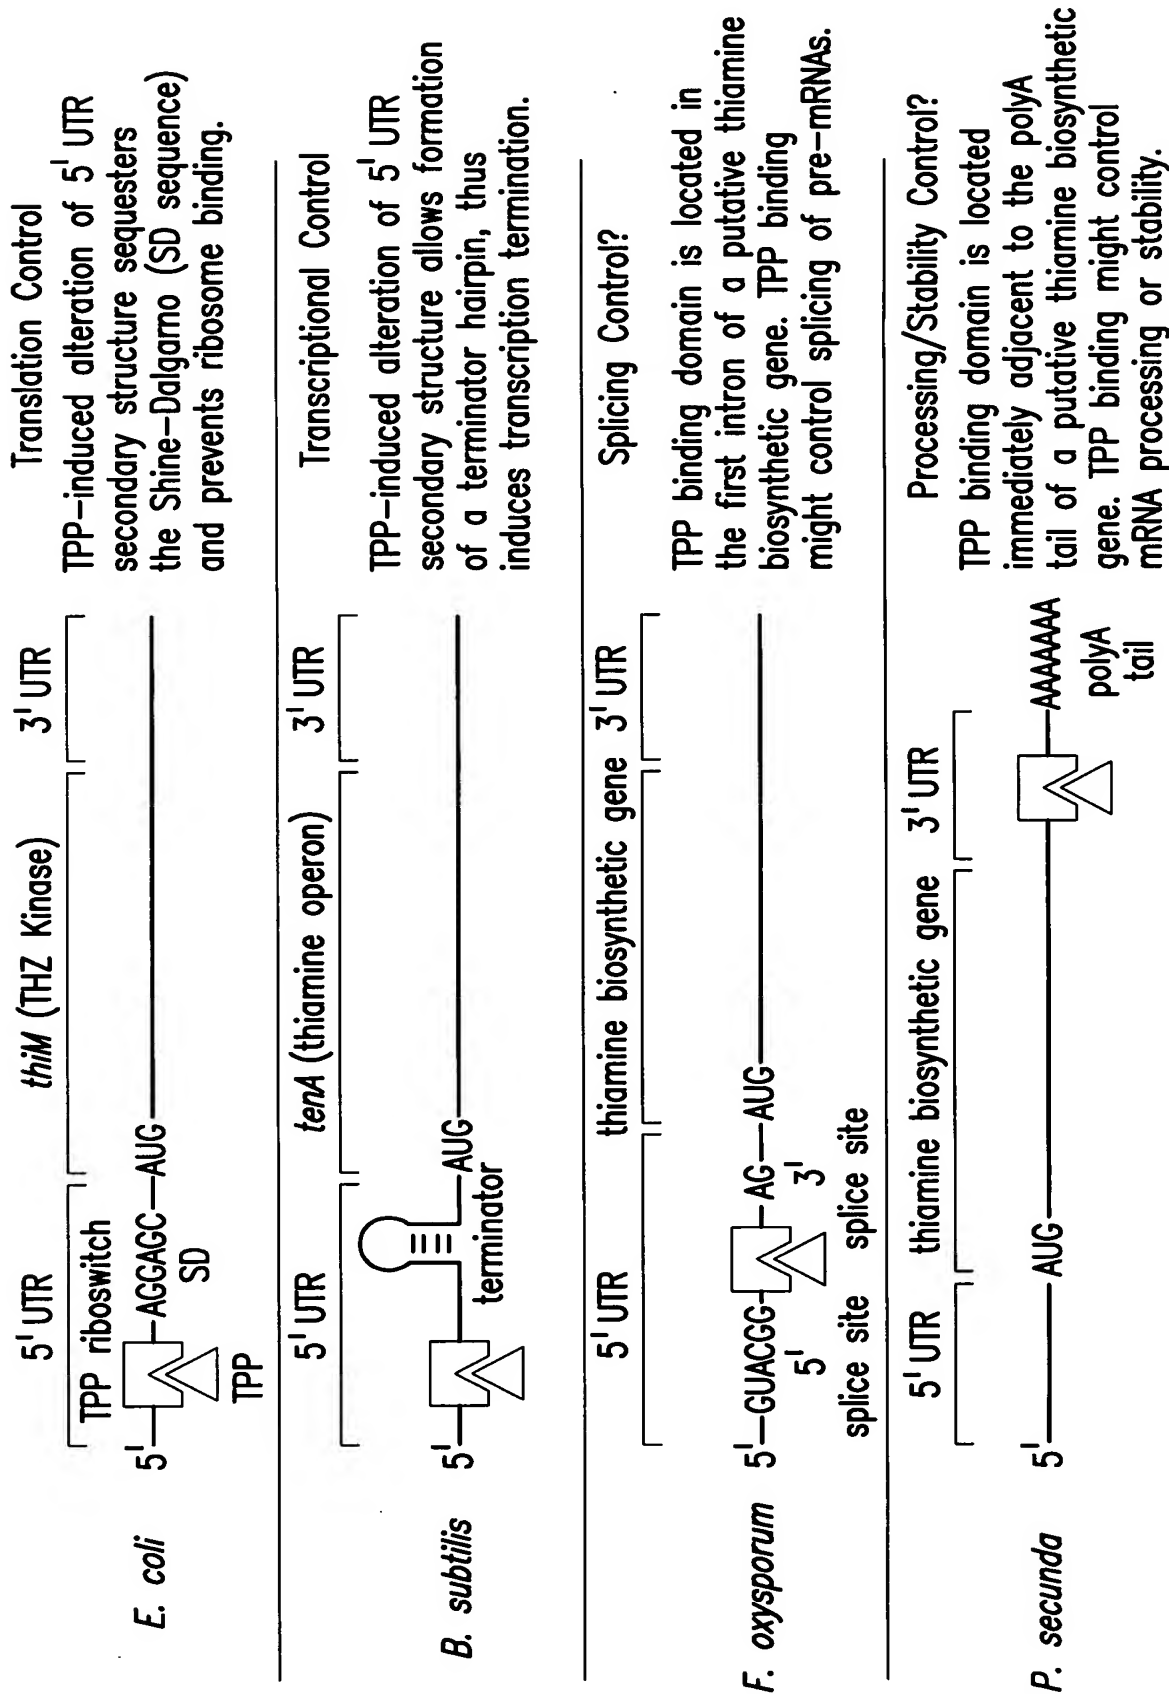 E. coli
5' UTR
thiM (THZ Kinase)
3' UTR
TPP riboswitch
5'
AGGAGC
AUG
SD
TPP
Translation Control
TPP-induced alteration of 5' UTR
secondary structure sequesters
the Shine-Dalgarno (SD sequence)
and prevents ribosome binding.
B. subtilis
5' UTR
tenA (thiamine operon)
3' UTR
5'
AUG
terminator
Transcriptional Control
TPP-induced alteration of 5' UTR
secondary structure allows formation
of a terminator hairpin, thus
induces transcription termination.
F. oxysporum
5' UTR
thiamine biosynthetic gene
3' UTR
5'
GUACGG
AG
AUG
5'
splice site
3'
splice site
Splicing Control?
TPP binding domain is located in
the first intron of a putative thiamine
biosynthetic gene. TPP binding
might control splicing of pre-mRNAs.
P. secunda
5' UTR
thiamine biosynthetic gene
3' UTR
5'
AUG
AAAAAAA
polyA
tail
Processing/Stability Control?
TPP binding domain is located
immediately adjacent to the polyA
tail of a putative thiamine biosynthetic
gene. TPP binding might control
mRNA processing or stability.